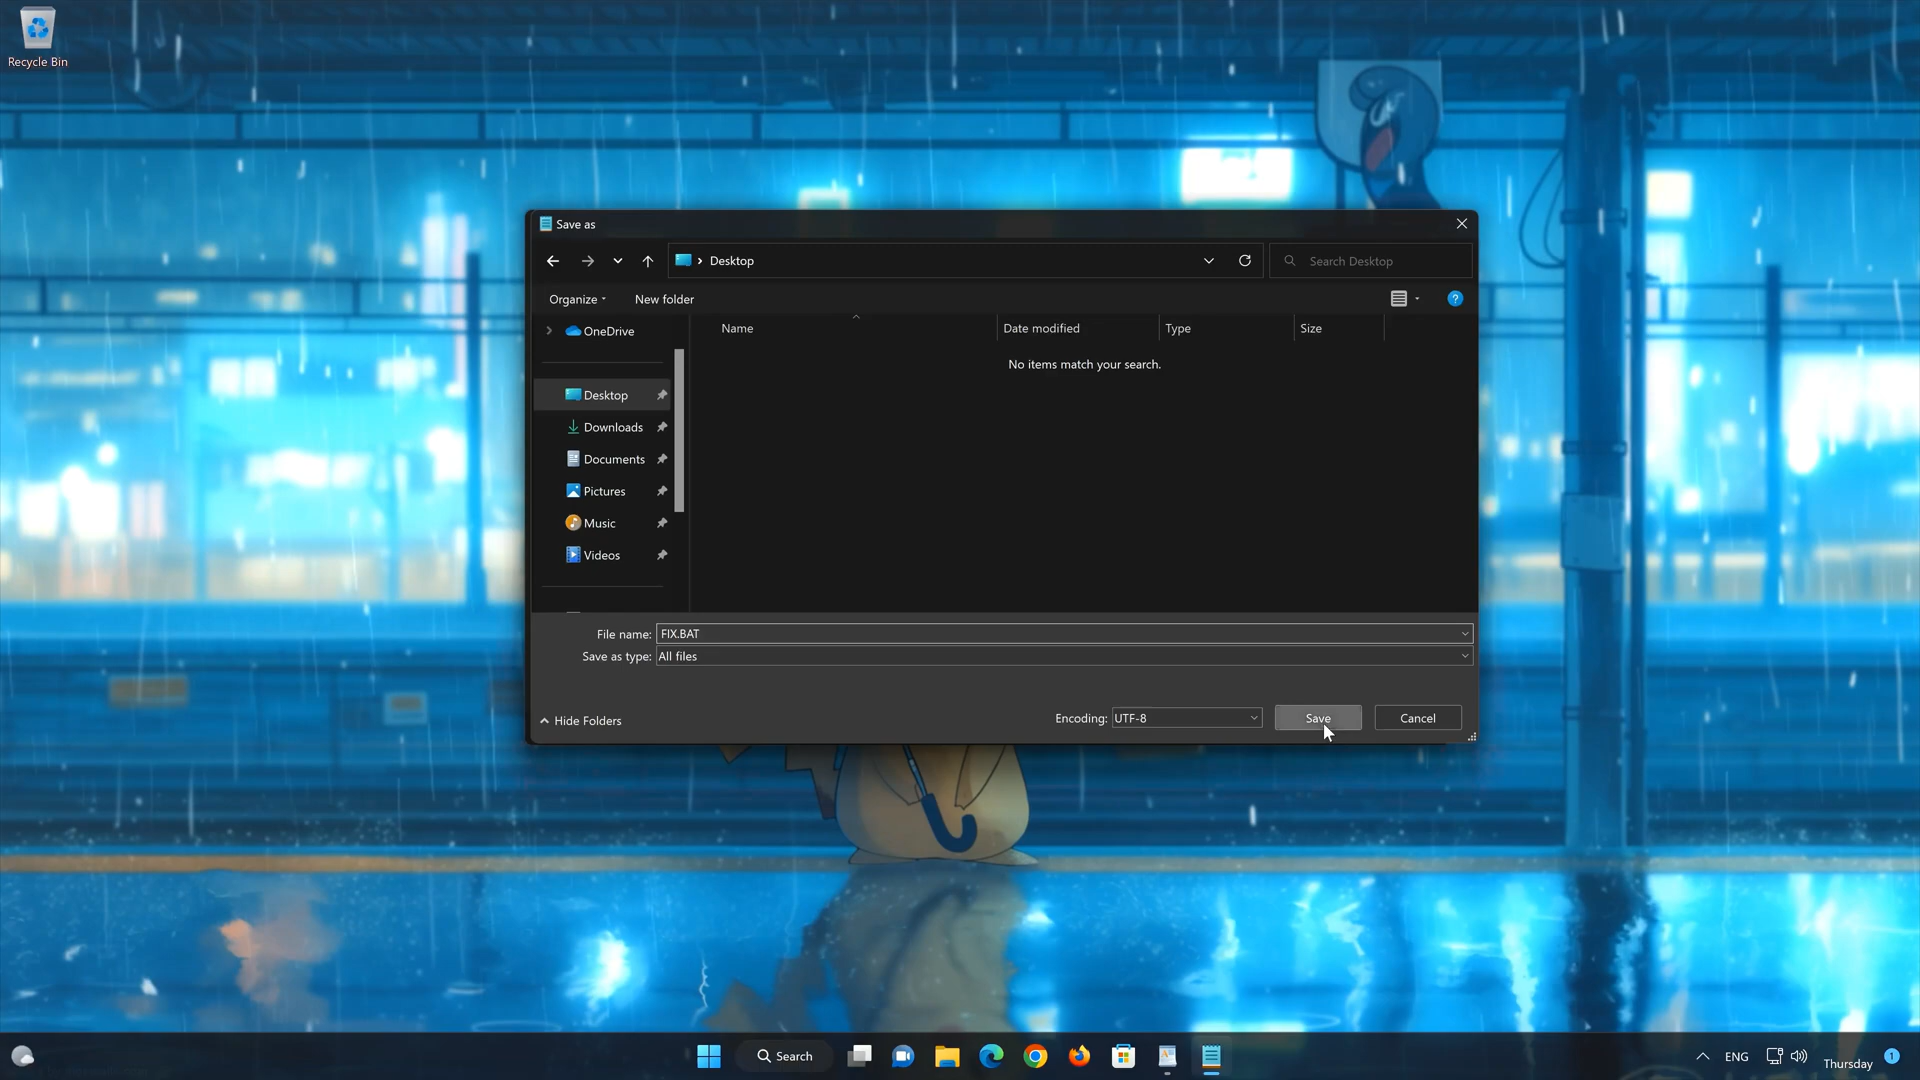 Recycle Bin
Save as
Desktop
Search Desktop
Organize
New folder
OneDrive
Name
Date modified
Type
Size
No items match your search.
Desktop
Downloads
Documents
Pictures
Music
Videos
File name: FIX.BAT
Save as type: All files
Hide Folders
Encoding: UTF-8
Save
Cancel
Search
ENG
Thursday
1